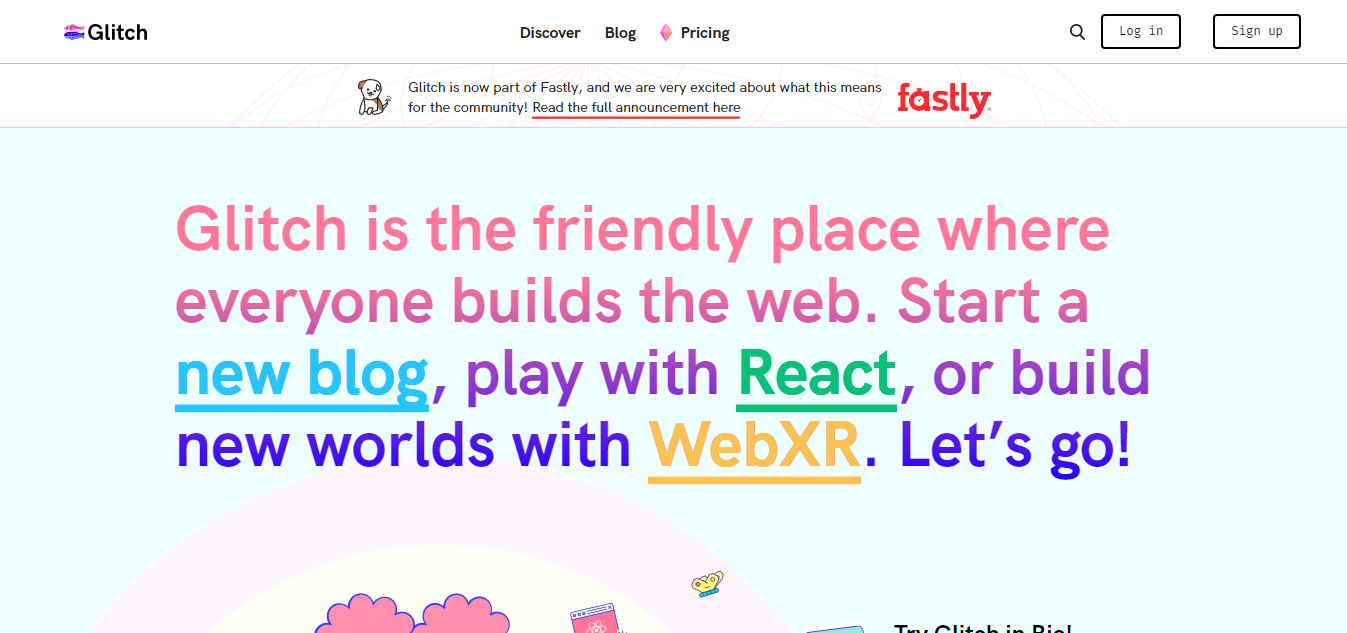 Glitch
Discover Blog Pricing
Log in
Sign up
Glitch is now part of Fastly, and we are very excited about what this means
for the community! Read the full announcement here
fastly
Glitch is the friendly place where
everyone builds the web. Start a
new blog, play with React, or build
new worlds with WebXR. Let’s go!
Try Glitch in Bio!